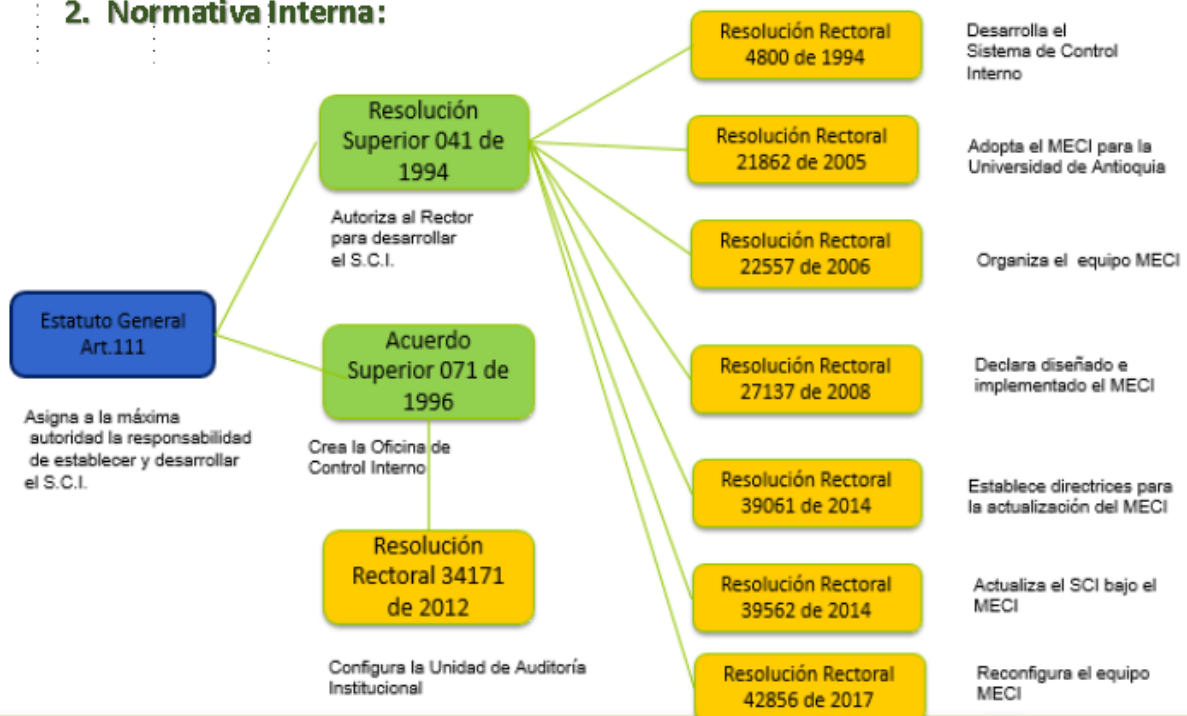 2. Normativa Interna:
Estatuto General
Art.111
Asigna a la máxima
autoridad la responsabilidad
de establecer y desarrollar
el S.C.I.
Resolución
Superior 041 de
1994
Autoriza al Rector
para desarrollar
el S.C.I.
Acuerdo
Superior 071 de
1996
Crea la Oficina de
Control Interno
Resolución
Rectoral 34171
de 2012
Configura la Unidad de Auditoría
Institucional
Resolución Rectoral
4800 de 1994
Desarrolla el
Sistema de Control
Interno
Resolución Rectoral
21862 de 2005
Adopta el MECI para la
Universidad de Antioquia
Resolución Rectoral
22557 de 2006
Organiza el equipo MECI
Resolución Rectoral
27137 de 2008
Declara diseñado e
implementado el MECI
Resolución Rectoral
39061 de 2014
Establece directrices para
la actualización del MECI
Resolución Rectoral
39562 de 2014
Actualiza el SCI bajo el
MECI
Resolución Rectoral
42856 de 2017
Reconfigura el equipo
MECI